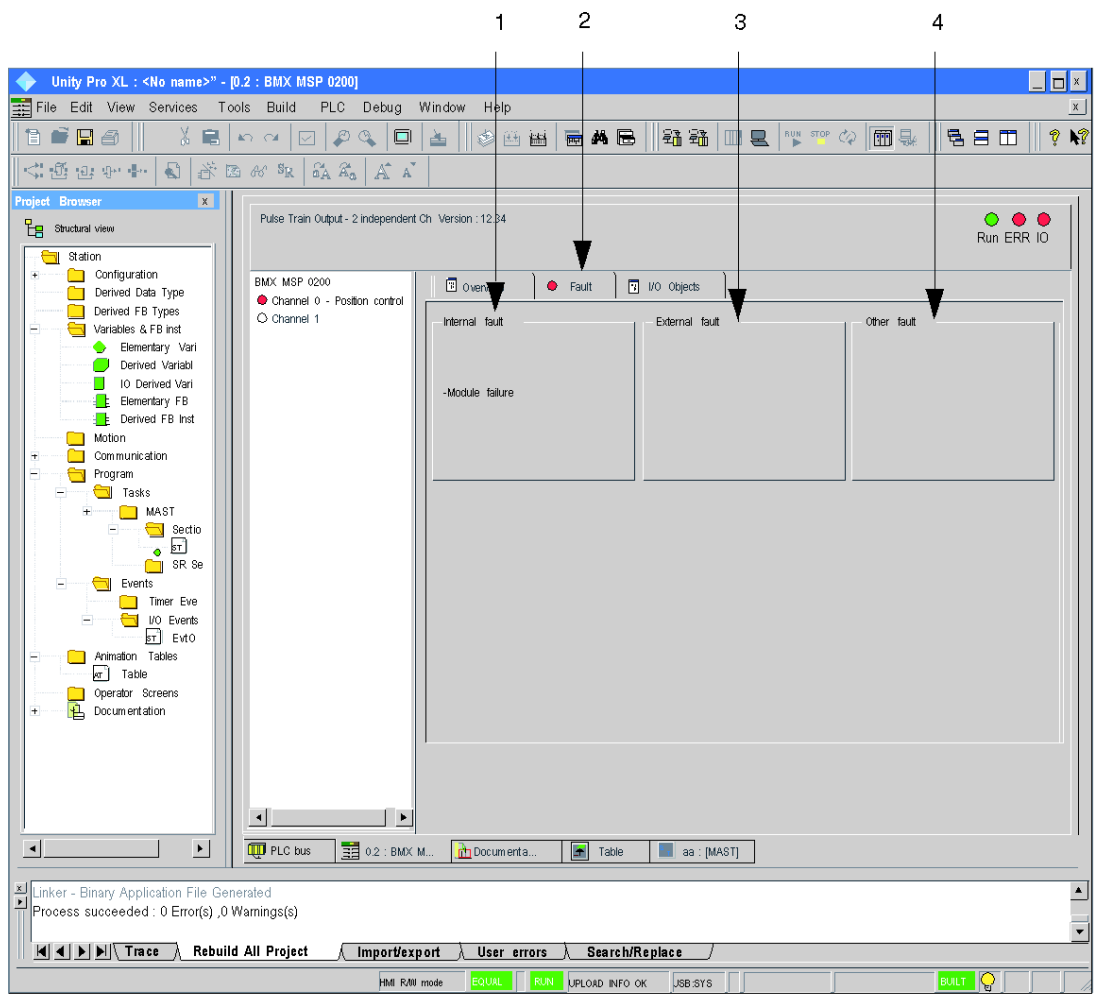 1 2 3 4
Unity Pro XL : <No name>" - [0.2 : BMX MSP 0200]
File Edit View Services Tools Build PLC Debug Window Help
RUN STOP
Project Browser
Structural view
Station
Configuration
Derived Data Type
Derived FB Types
Variables & FB inst
Elementary Vari
Derived Variabl
IO Derived Vari
Elementary FB
Derived FB Inst
Motion
Communication
Program
Tasks
MAST
Sectio
ST
SR Se
Events
Timer Eve
I/O Events
ST EvtO
Animation Tables
AT Table
Operator Screens
Documentation
Pulse Train Output - 2 independent Ch Version : 12.34
Run ERR IO
BMX MSP 0200
Channel 0 - Position control
Channel 1
Fault I/O Objects
Internal fault External fault Other fault
-Module failure
PLC bus 0.2 : BMX M... Documenta... Table aa : [MAST]
Linker - Binary Application File Generated
Process succeeded : 0 Error(s) ,0 Warnings(s)
Trace Rebuild All Project Import/export User errors Search/Replace
HMI R/W mode EQUAL RUN UPLOAD INFO OK USB:SYS BUILT